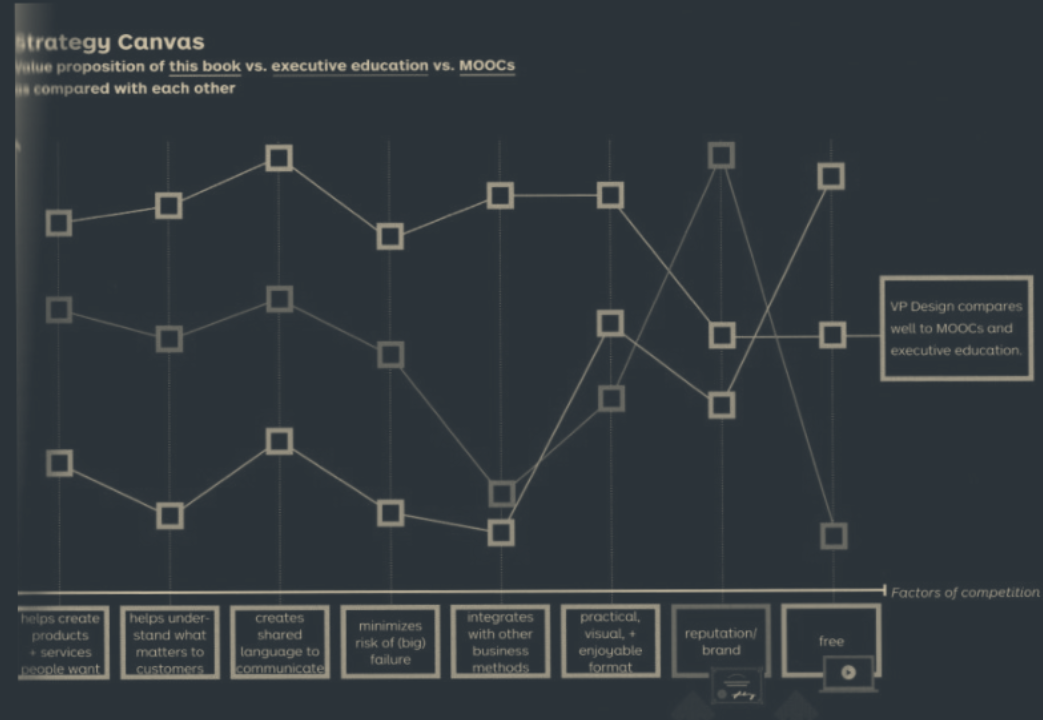 Strategy Canvas
Value proposition of this book vs. executive education vs. MOOCs
as compared with each other
VP Design compares
well to MOOCs and
executive education.
Factors of competition
helps create
products
+ services
people want
helps under-
stand what
matters to
customers
creates
shared
language to
communicate
minimizes
risk of (big)
failure
integrates
with other
business
methods
practical,
visual, +
enjoyable
format
reputation/
brand
free